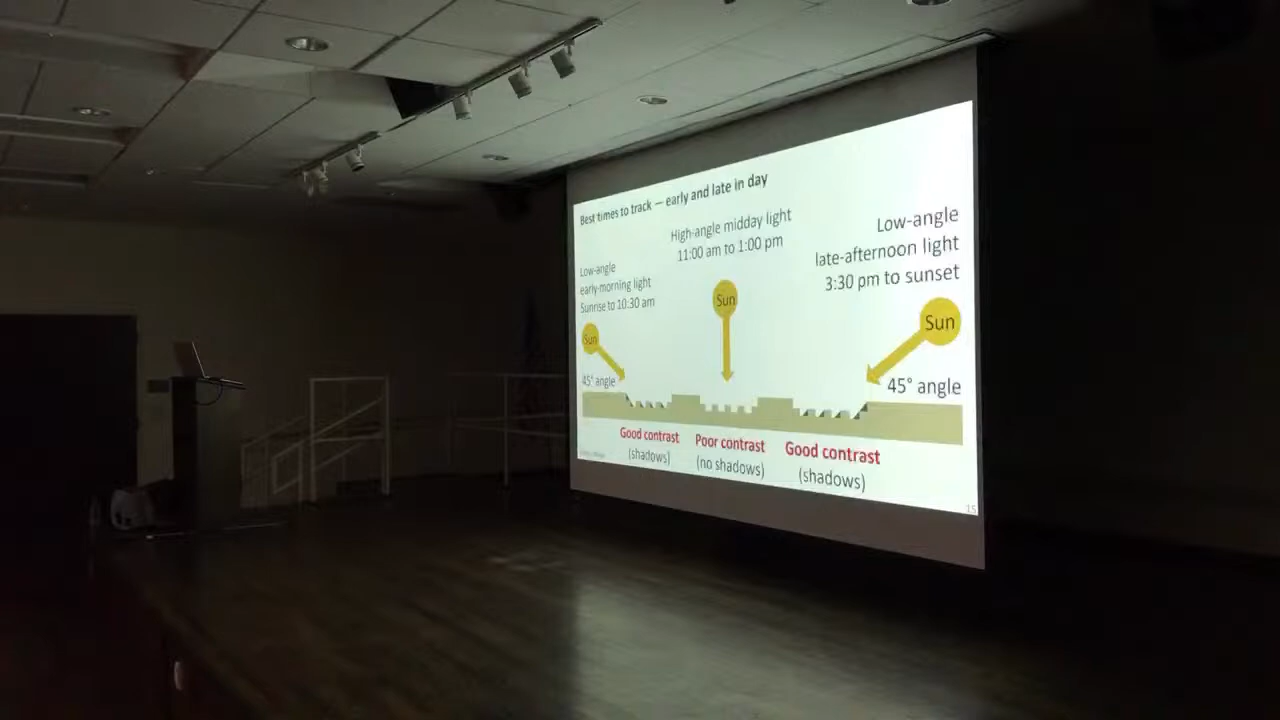 Best times to track — early and late in day
Low-angle
early-morning light
Sunrise to 10:30 am
High-angle midday light
11:00 am to 1:00 pm
Low-angle
late-afternoon light
3:30 pm to sunset
Sun
Sun
Sun
45° angle
45° angle
Good contrast
(shadows)
Poor contrast
(no shadows)
Good contrast
(shadows)
15